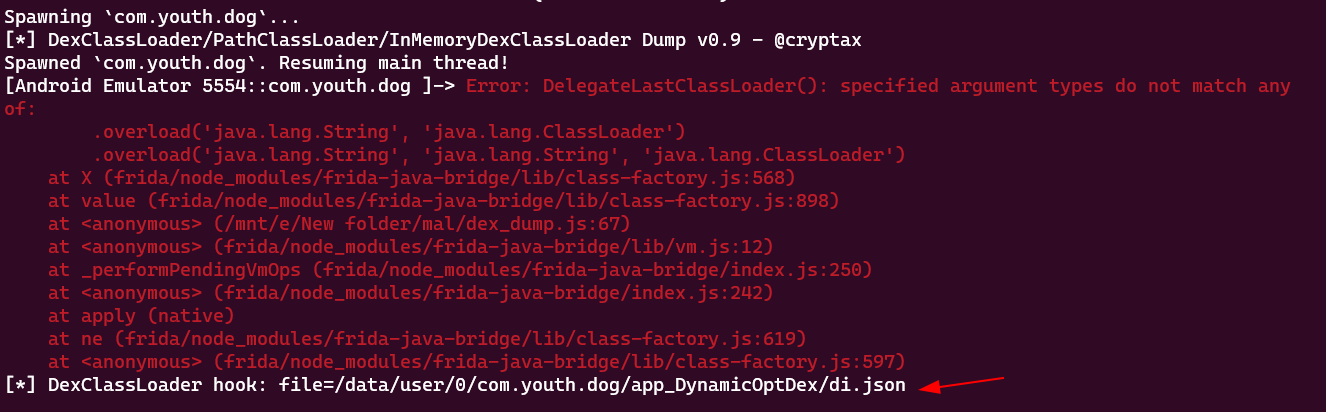 Spawning `com.youth.dog`...
[*] DexClassLoader/PathClassLoader/InMemoryDexClassLoader Dump v0.9 - @cryptax
Spawned `com.youth.dog`. Resuming main thread!
[Android Emulator 5554::com.youth.dog ]-> Error: DelegateLastClassLoader(): specified argument types do not match any
of:
        .overload('java.lang.String', 'java.lang.ClassLoader')
        .overload('java.lang.String', 'java.lang.String', 'java.lang.ClassLoader')
    at X (frida/node_modules/frida-java-bridge/lib/class-factory.js:568)
    at value (frida/node_modules/frida-java-bridge/lib/class-factory.js:898)
    at <anonymous> (/mnt/e/New folder/mal/dex_dump.js:67)
    at <anonymous> (frida/node_modules/frida-java-bridge/lib/vm.js:12)
    at _performPendingVmOps (frida/node_modules/frida-java-bridge/index.js:250)
    at <anonymous> (frida/node_modules/frida-java-bridge/index.js:242)
    at apply (native)
    at ne (frida/node_modules/frida-java-bridge/lib/class-factory.js:619)
    at <anonymous> (frida/node_modules/frida-java-bridge/lib/class-factory.js:597)
[*] DexClassLoader hook: file=/data/user/0/com.youth.dog/app_DynamicOptDex/di.json